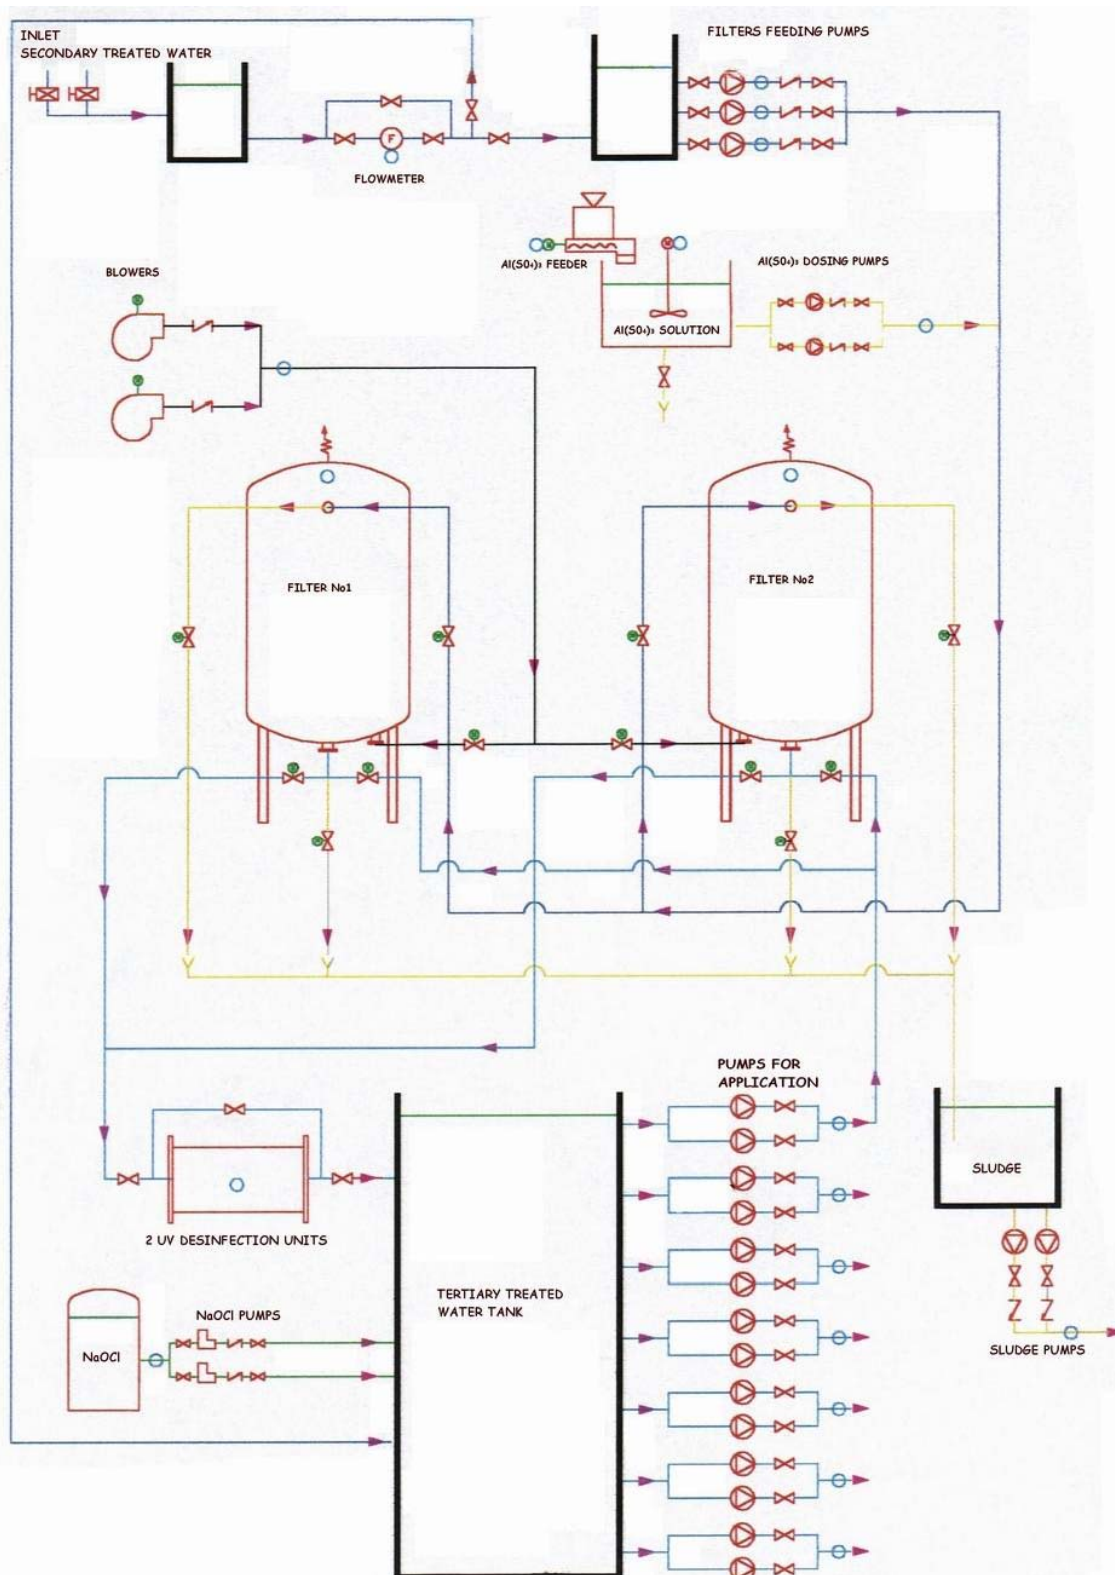 INLET
SECONDARY TREATED WATER
FILTERS FEEDING PUMPS
F
FLOWMETER
BLOWERS
Al(SO₄)₃ FEEDER
Al(SO₄)₃ DOSING PUMPS
Al(SO₄)₃ SOLUTION
FILTER No1
FILTER No2
PUMPS FOR
APPLICATION
SLUDGE
2 UV DESINFECTION UNITS
TERTIARY TREATED
WATER TANK
NaOCl PUMPS
NaOCl
SLUDGE PUMPS